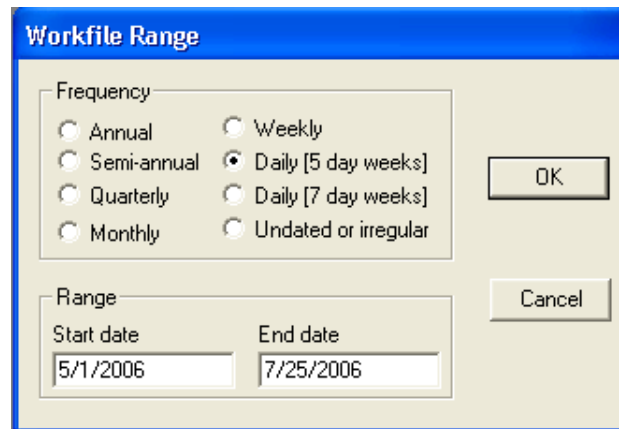 Workfile Range
Frequency
Annual
Semi-annual
Quarterly
Monthly
Weekly
Daily [5 day weeks]
Daily [7 day weeks]
Undated or irregular
OK
Cancel
Range
Start date
End date
5/1/2006
7/25/2006